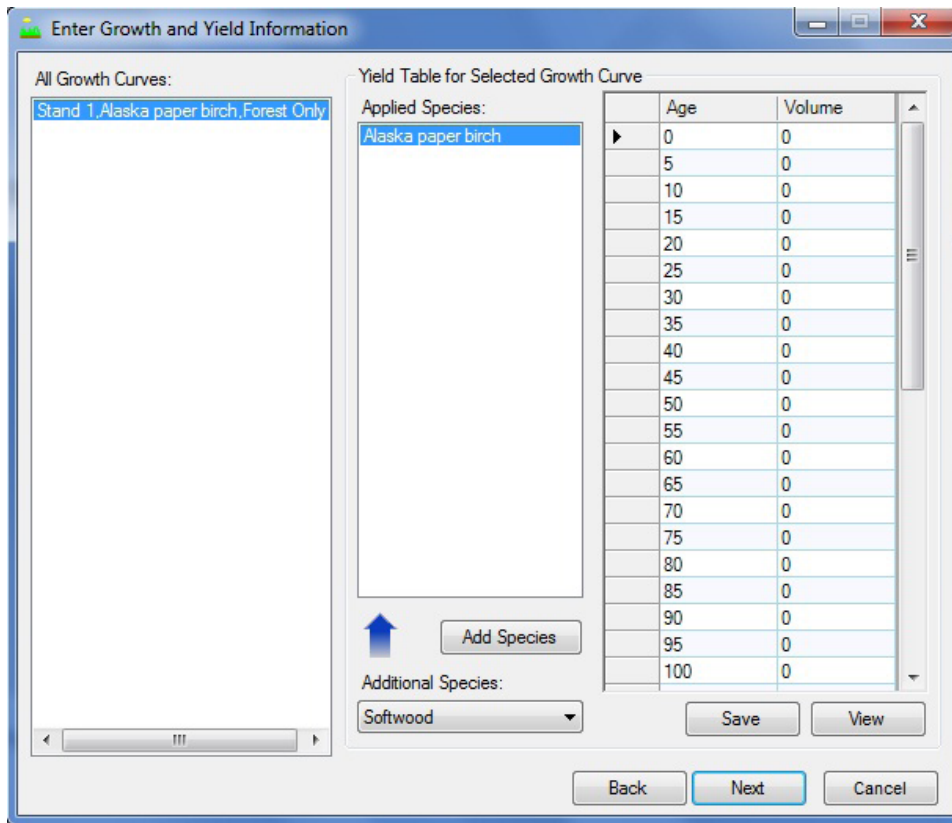 Enter Growth and Yield Information
All Growth Curves:
Stand 1,Alaska paper birch,Forest Only
Yield Table for Selected Growth Curve
Applied Species:
Alaska paper birch
Age Volume
0 0
5 0
10 0
15 0
20 0
25 0
30 0
35 0
40 0
45 0
50 0
55 0
60 0
65 0
70 0
75 0
80 0
85 0
90 0
95 0
100 0
Add Species
Additional Species:
Softwood
Save View
Back Next Cancel